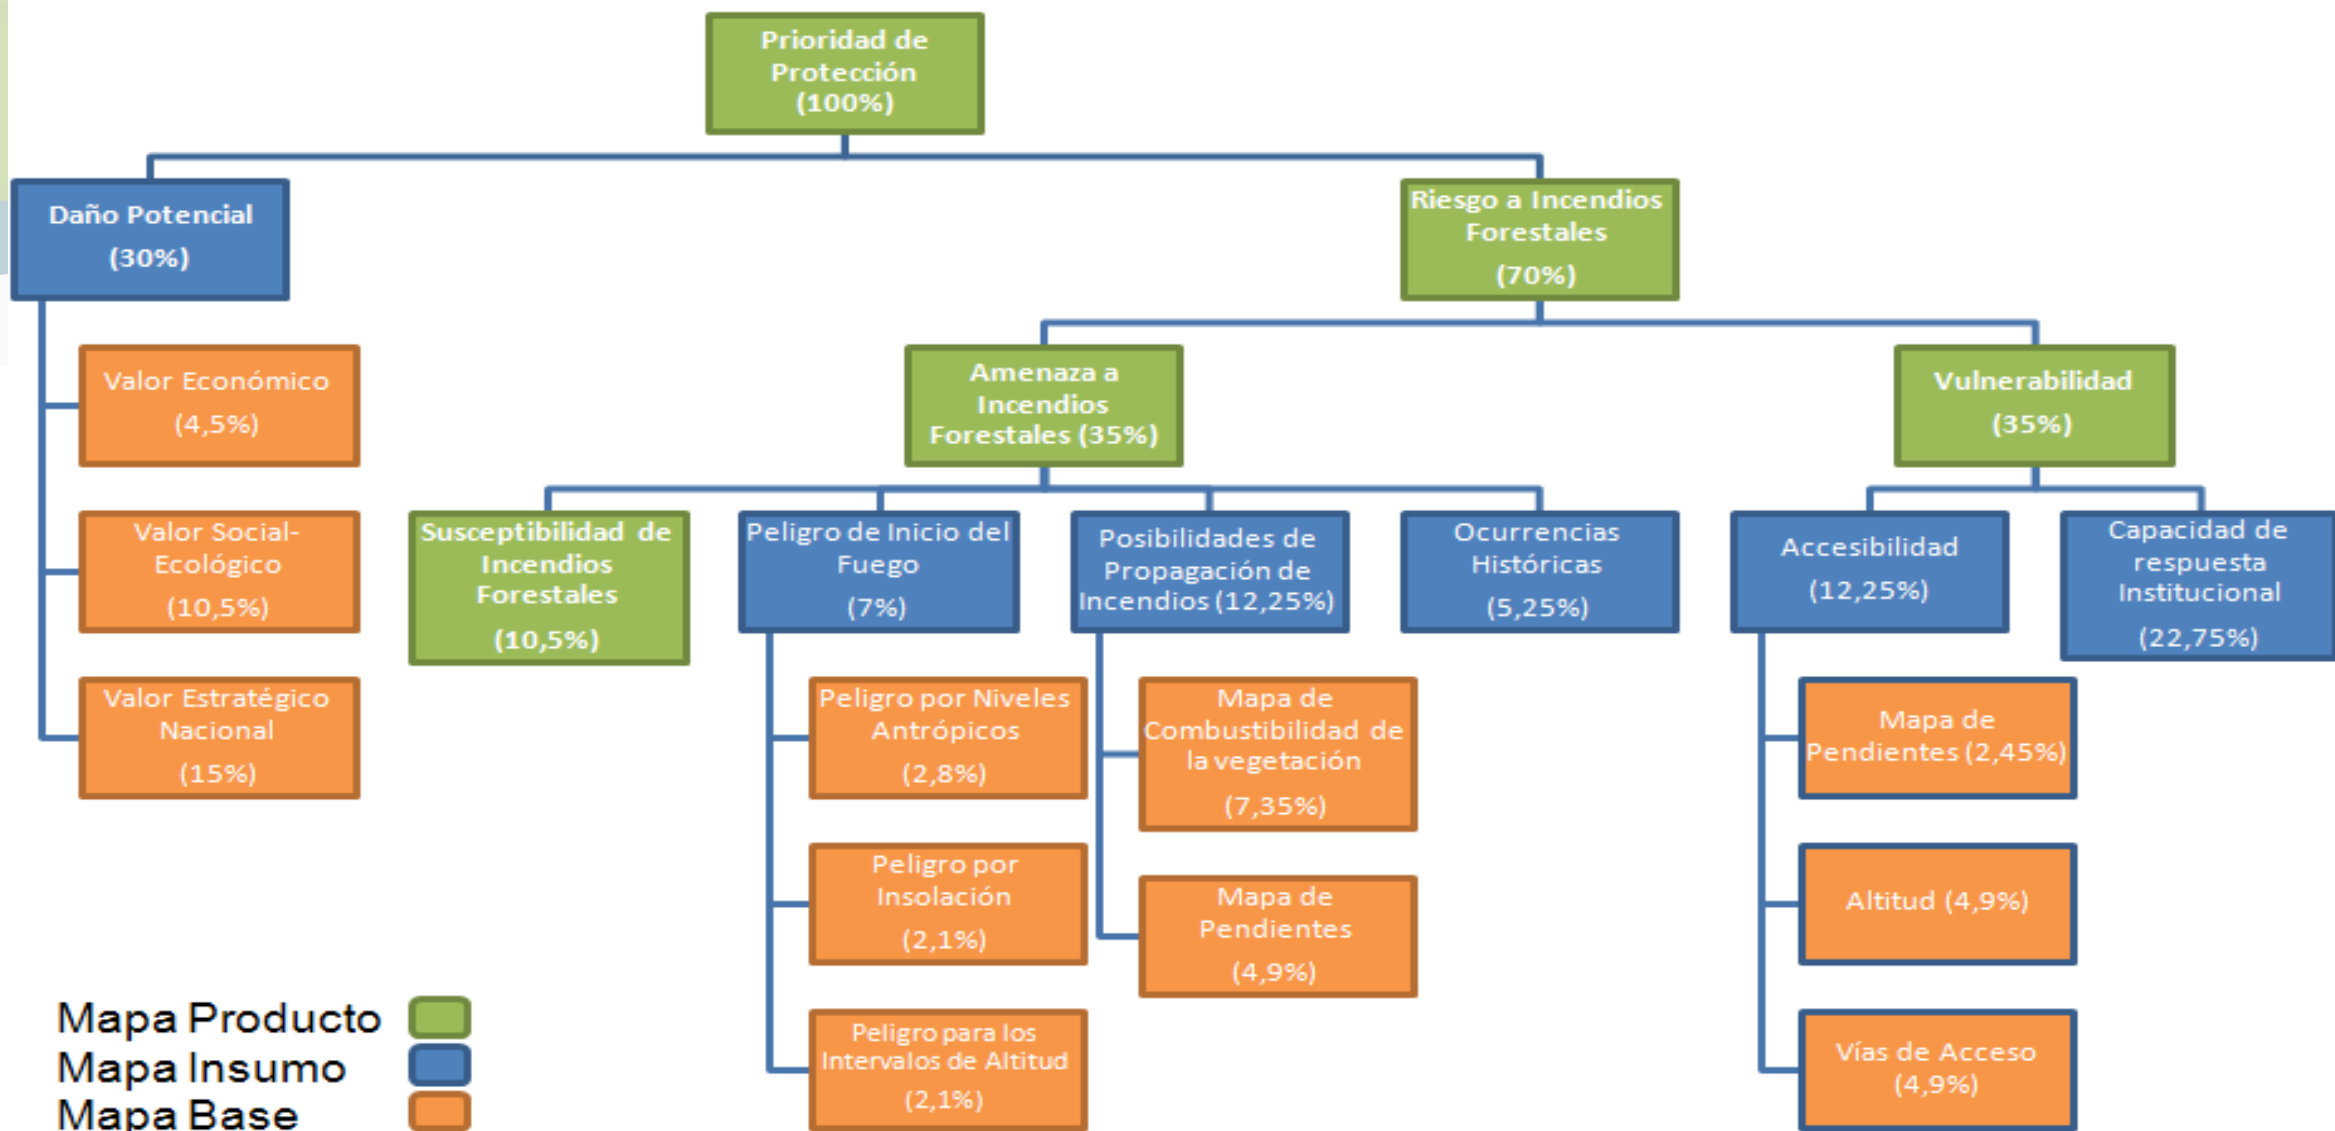 Prioridad de
Protección
(100%)
Daño Potencial
(30%)
Riesgo a Incendios
Forestales
(70%)
Valor Económico
(4,5%)
Valor Social-
Ecológico
(10,5%)
Valor Estratégico
Nacional
(15%)
Amenaza a
Incendios
Forestales (35%)
Vulnerabilidad
(35%)
Susceptibilidad de
Incendios
Forestales
(10,5%)
Peligro de Inicio del
Fuego
(7%)
Posibilidades de
Propagación de
Incendios (12,25%)
Ocurrencias
Históricas
(5,25%)
Accesibilidad
(12,25%)
Capacidad de
respuesta
Institucional
(22,75%)
Peligro por Niveles
Antrópicos
(2,8%)
Peligro por
Insolación
(2,1%)
Peligro para los
Intervalos de Altitud
(2,1%)
Mapa de
Combustibilidad de
la vegetación
(7,35%)
Mapa de
Pendientes
(4,9%)
Mapa de
Pendientes (2,45%)
Altitud (4,9%)
Vías de Acceso
(4,9%)
Mapa Producto
Mapa Insumo
Mapa Base